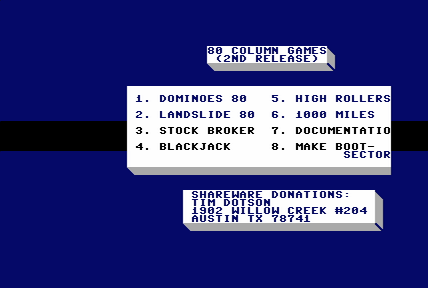 80 COLUMN GAMES
(2ND RELEASE)
1. DOMINOES 80 5. HIGH ROLLERS
2. LANDSLIDE 80 6. 1000 MILES
3. STOCK BROKER 7. DOCUMENTATIO
4. BLACKJACK 8. MAKE BOOT-
SECTOR
SHAREWARE DONATIONS:
TIM DOTSON
1902 WILLOW CREEK #204
AUSTIN TX 78741